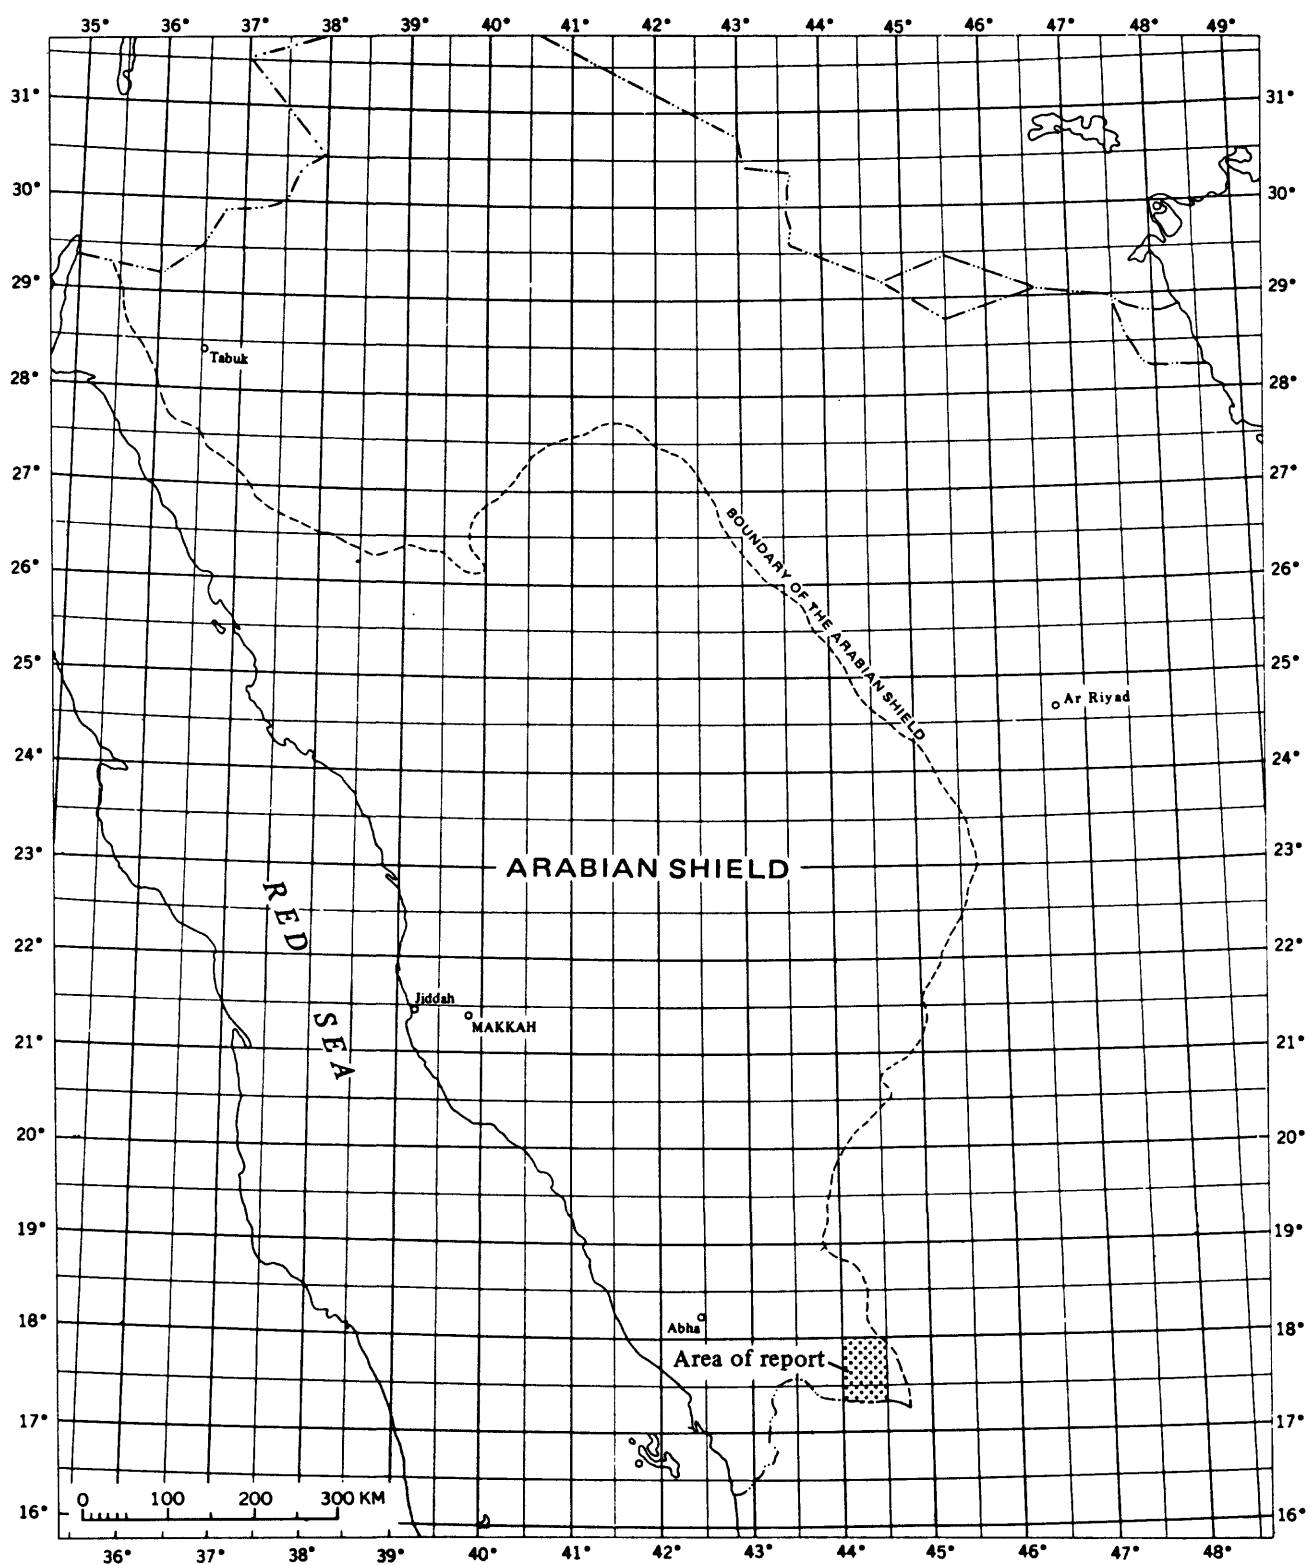 35° 36° 37° 38° 39° 40° 41° 42° 43° 44° 45° 46° 47° 48° 49°
31° 31°
30° 30°
29° 29°
Tabuk
28° 28°
27° 27°
BOUNDARY OF THE ARABIAN SHIELD
26° 26°
25° 25°
Ar Riyad
24° 24°
23° ARABIAN SHIELD 23°
RED
22° 22°
Jiddah
SEA
MAKKAH
21° 21°
20° 20°
19° 19°
18° 18°
Abha
Area of report
17° 17°
0 100 200 300 KM
16° 16°
36° 37° 38° 39° 40° 41° 42° 43° 44° 45° 46° 47° 48°